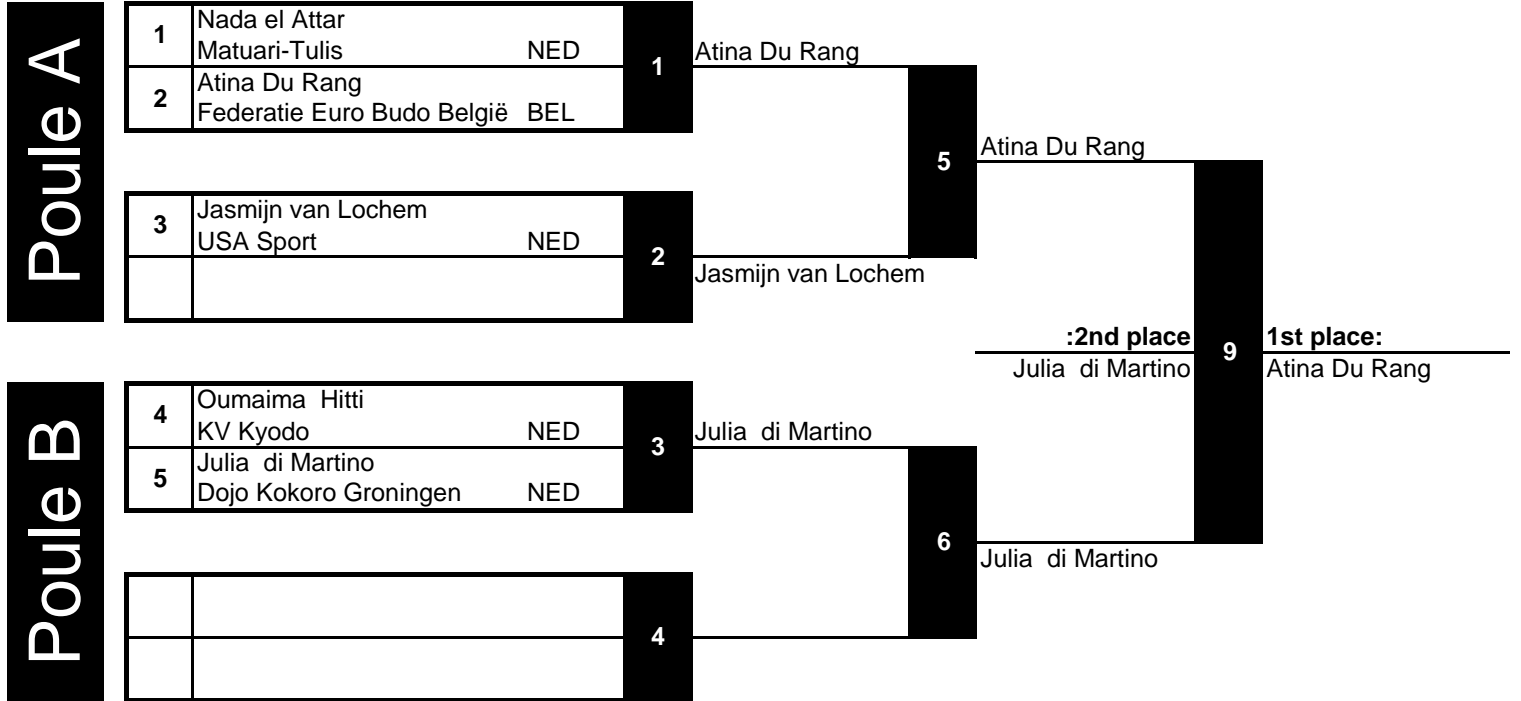 Poule A
1
Nada el Attar
Matuari-Tulis NED
2
Atina Du Rang
Federatie Euro Budo België BEL
1
Atina Du Rang
3
Jasmijn van Lochem
USA Sport NED
2
Jasmijn van Lochem
5
Atina Du Rang
Poule B
4
Oumaima  Hitti
KV Kyodo NED
5
Julia  di Martino
Dojo Kokoro Groningen NED
3
Julia  di Martino
4
6
Julia  di Martino
:2nd place
Julia  di Martino
9
1st place:
Atina Du Rang